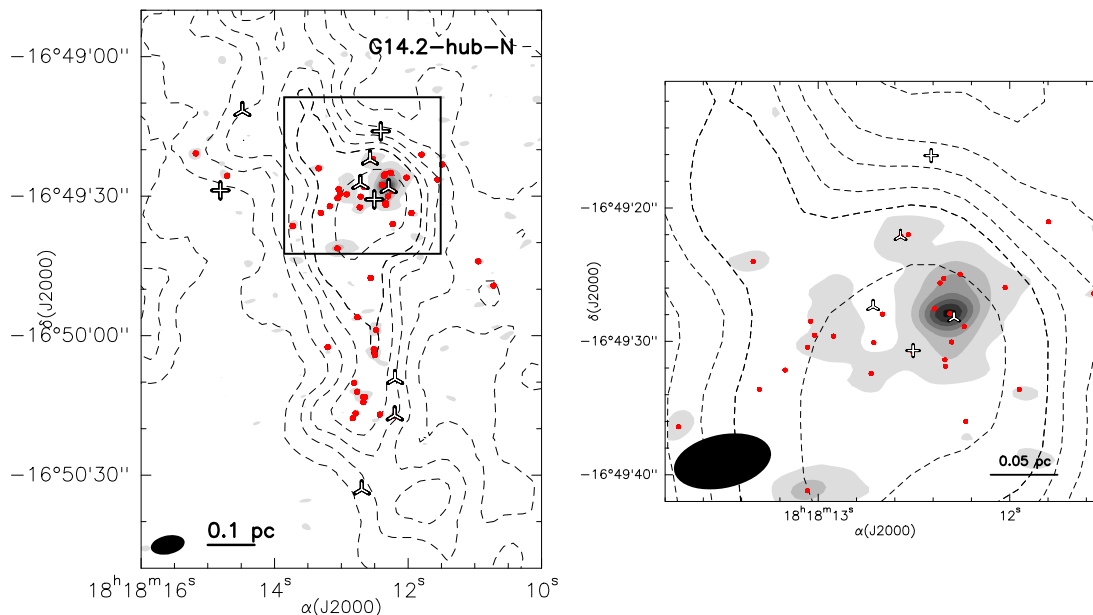 G14.2-hub-N
-16°49'00''
-16°49'30''
-16°50'00''
-16°50'30''
δ(J2000)
0.1 pc
18ʰ18ᵐ16ˢ
14ˢ
12ˢ
10ˢ
α(J2000)
-16°49'20''
-16°49'30''
-16°49'40''
δ(J2000)
0.05 pc
18ʰ18ᵐ13ˢ
12ˢ
α(J2000)